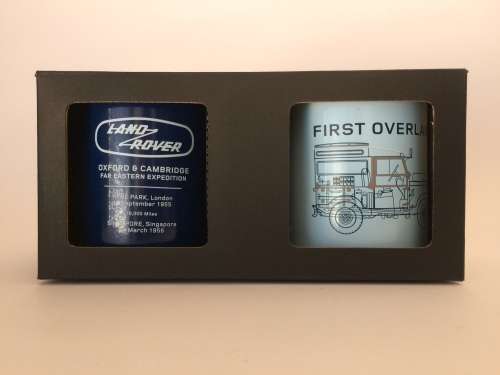 LAND
ROVER
OXFORD & CAMBRIDGE
FAR EASTERN EXPEDITION
PARK, London
September 1955
Miles
Singapore
March 1956
FIRST OVERLA